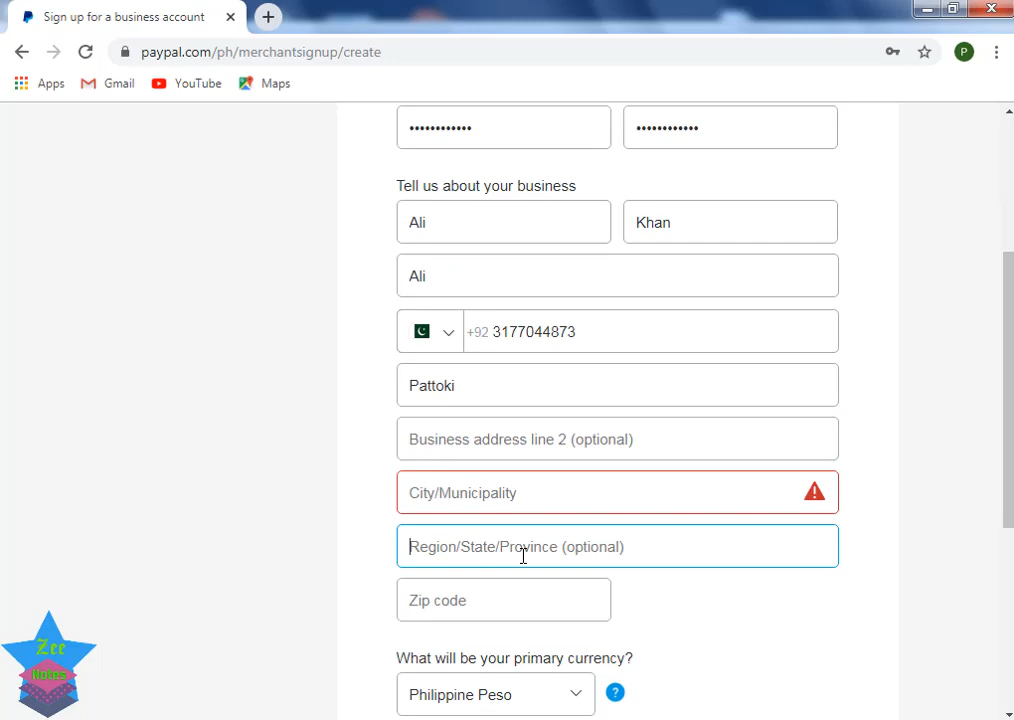 Sign up for a business account
paypal.com/ph/merchantsignup/create
P
Apps Gmail YouTube Maps
•••••••••••• ••••••••••••
Tell us about your business
Ali Khan
Ali
+92 3177044873
Pattoki
Business address line 2 (optional)
City/Municipality
Region/State/Province (optional)
Zip code
What will be your primary currency?
Philippine Peso ?
Zee
Notes